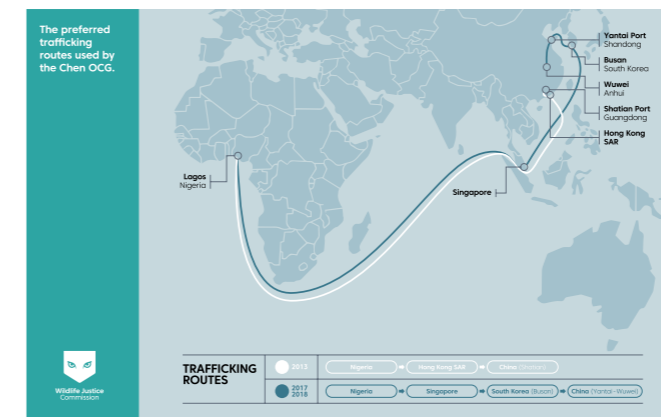 The preferred
trafficking
routes used by
the Chen OCG.
Yantai Port
Shandong
Busan
South Korea
Wuwei
Anhui
Shatian Port
Guangdong
Hong Kong
SAR
Lagos
Nigeria
Singapore
TRAFFICKING
ROUTES
2015 Nigeria Hong Kong SAR China (Shatian)
2017
2018
Nigeria Singapore South Korea (Busan) China (Yantai–Wuwei)
Wildlife Justice
Commission